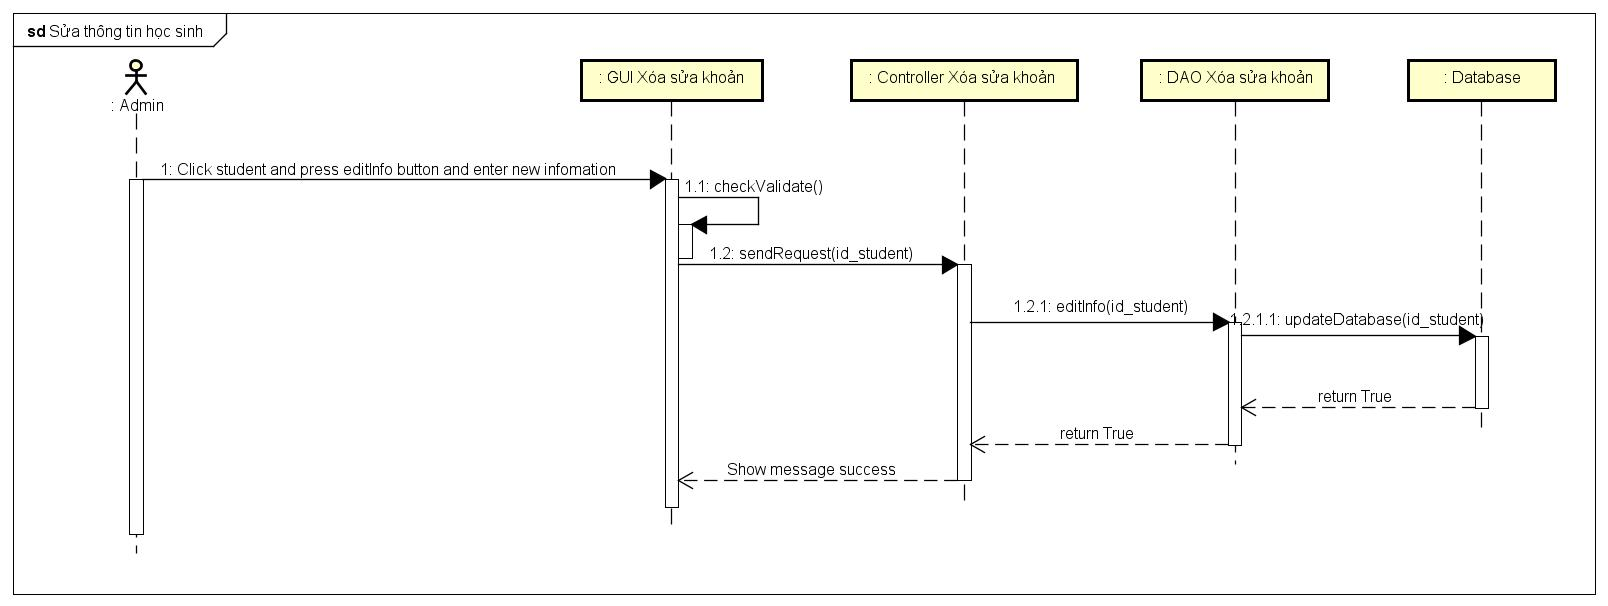 sd Sửa thông tin học sinh
: Admin
: GUI Xóa sửa khoản
: Controller Xóa sửa khoản
: DAO Xóa sửa khoản
: Database
1: Click student and press editInfo button and enter new infomation
1.1: checkValidate()
1.2: sendRequest(id_student)
1.2.1: editInfo(id_student)
1.2.1.1: updateDatabase(id_student)
return True
return True
Show message success